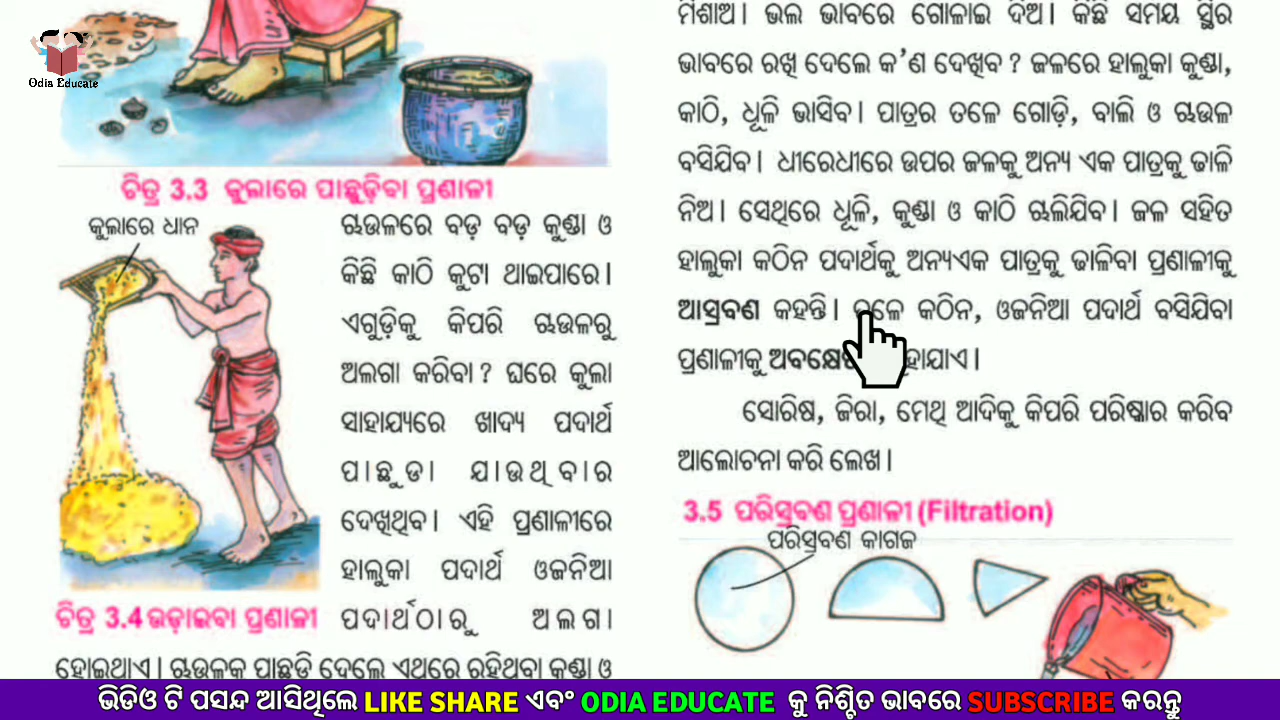 Odia Educate
ଚିତ୍ର 3.3 କୁଲାରେ ପାଛୁଡ଼ିବା ପ୍ରଣାଳୀ
କୁଲାରେ ଧାନ
ଚାଉଳରେ ବଡ଼ ବଡ଼ କୁଣ୍ଡା ଓ
କିଛି କାଠି କୁଟା ଥାଇପାରେ।
ଏଗୁଡ଼ିକୁ କିପରି ଚାଉଳରୁ
ଅଲଗା କରିବା? ଘରେ କୁଲା
ସାହାଯ୍ୟରେ ଖାଦ୍ୟ ପଦାର୍ଥ
ପାଛୁଡା ଯାଉଥିବାର
ଦେଖିଥିବ। ଏହି ପ୍ରଣାଳୀରେ
ହାଲୁକା ପଦାର୍ଥ ଓଜନିଆ
ପଦାର୍ଥଠାରୁ ଅଲଗା
ଚିତ୍ର 3.4 ଉଡ଼ାଇବା ପ୍ରଣାଳୀ
ହୋଇଥାଏ। ଚାଉଳକୁ ପାଛୁଡି ଦେଲେ ଏଥିରେ ରହିଥିବା କୁଣ୍ଡା ଓ
ମିଶାଅ। ଭଲ ଭାବରେ ଗୋଳାଇ ଦିଅ। କିଛି ସମୟ ସ୍ଥିର
ଭାବରେ ରଖି ଦେଲେ କ'ଣ ଦେଖିବ? ଜଳରେ ହାଲୁକା କୁଣ୍ଡା,
କାଠି, ଧୂଳି ଭାସିବ। ପାତ୍ରର ତଳେ ଗୋଡ଼ି, ବାଲି ଓ ଚାଉଳ
ବସିଯିବ। ଧୀରେଧୀରେ ଉପର ଜଳକୁ ଅନ୍ୟ ଏକ ପାତ୍ରକୁ ଢାଳି
ନିଅ। ସେଥିରେ ଧୂଳି, କୁଣ୍ଡା ଓ କାଠି ଚାଲିଯିବ। ଜଳ ସହିତ
ହାଲୁକା କଠିନ ପଦାର୍ଥକୁ ଅନ୍ୟଏକ ପାତ୍ରକୁ ଢାଳିବା ପ୍ରଣାଳୀକୁ
ଆସ୍ରବଣ କହନ୍ତି। କଠିନ, ଓଜନିଆ ପଦାର୍ଥ ବସିଯିବା
ପ୍ରଣାଳୀକୁ
ସୋରିଷ, ଜିରା, ମେଥି ଆଦିକୁ କିପରି ପରିଷ୍କାର କରିବ
ଆଲୋଚନା କରି ଲେଖ।
3.5 ପରିସ୍ରବଣ ପ୍ରଣାଳୀ (Filtration)
ପରିସ୍ରବଣ କାଗଜ
ଭିଡିଓ ଟି ପସନ୍ଦ ଆସିଥିଲେ LIKE SHARE ଏବଂ ODIA EDUCATE କୁ ନିଶ୍ଚିତ ଭାବରେ SUBSCRIBE କରନ୍ତୁ